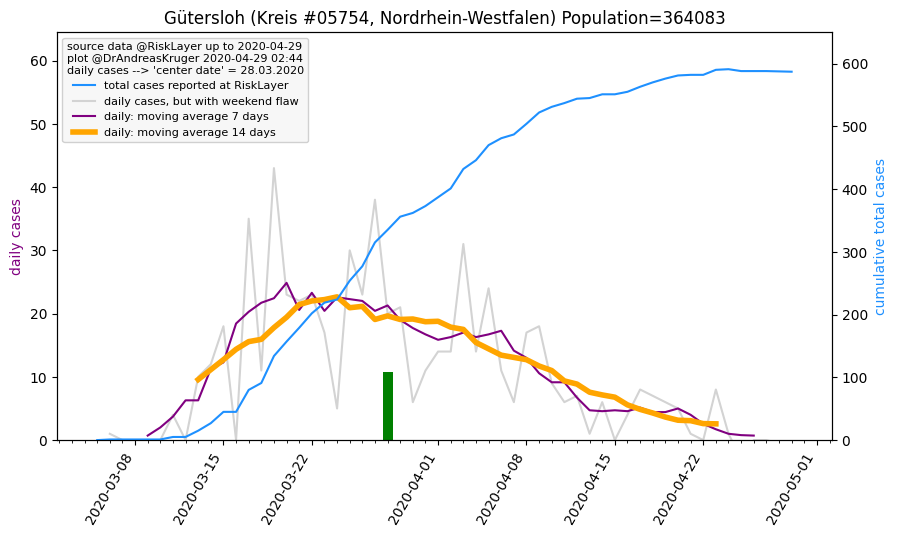 Gütersloh (Kreis #05754, Nordrhein-Westfalen) Population=364083
source data @RiskLayer up to 2020-04-29
plot @DrAndreasKruger 2020-04-29 02:44
daily cases --> 'center date' = 28.03.2020
total cases reported at RiskLayer
daily cases, but with weekend flaw
daily: moving average 7 days
daily: moving average 14 days
daily cases
60
50
40
30
20
10
0
cumulative total cases
600
500
400
300
200
100
0
2020-03-08
2020-03-15
2020-03-22
2020-04-01
2020-04-08
2020-04-15
2020-04-22
2020-05-01